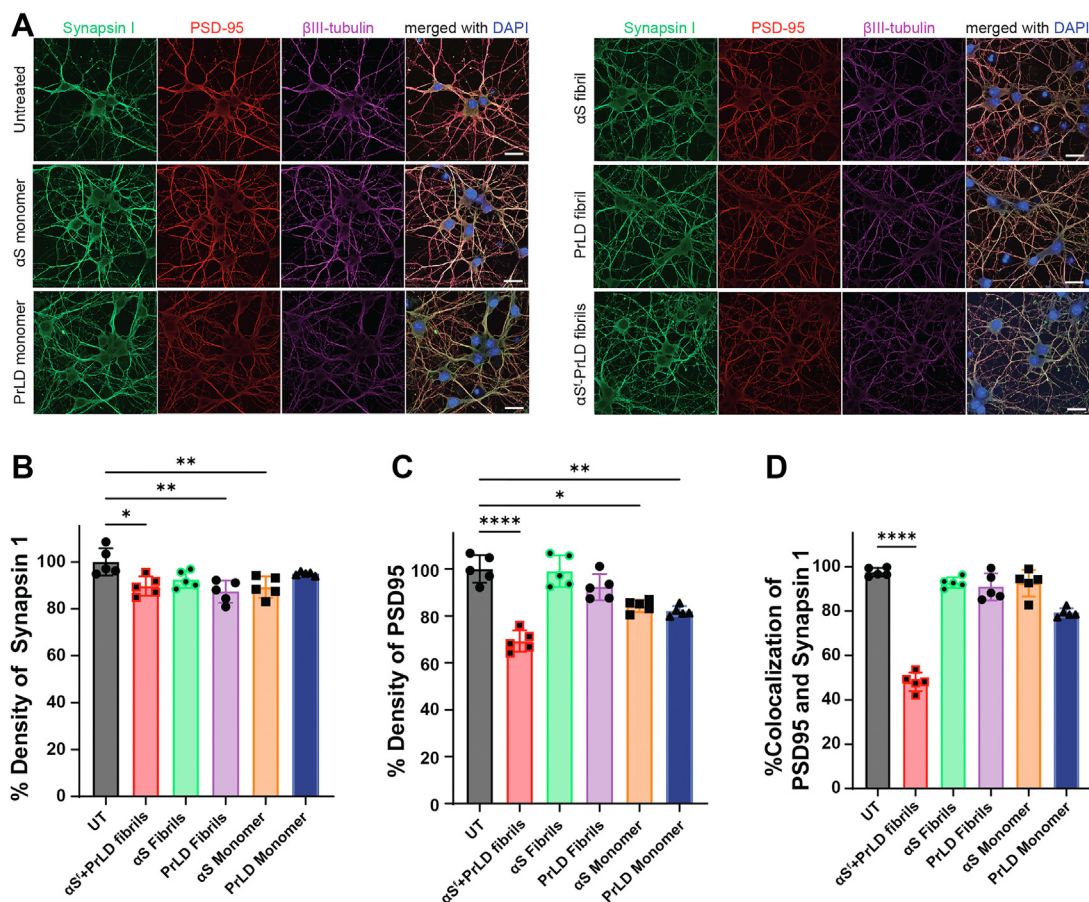 A
Synapsin I PSD-95 βIII-tubulin merged with DAPI
Untreated
αS monomer
PrLD monomer
Synapsin I PSD-95 βIII-tubulin merged with DAPI
αS fibril
PrLD fibril
αSᶠ-PrLD fibrils
B
% Density of Synapsin 1
**
**
*
100
80
60
40
20
0
UT
αSᶠ+PrLD fibrils
αS Fibrils
PrLD Fibrils
αS Monomer
PrLD Monomer
C
% Density of PSD95
**
*
****
100
80
60
40
20
0
UT
αSᶠ+PrLD fibrils
αS Fibrils
PrLD Fibrils
αS Monomer
PrLD Monomer
D
%Colocalization of
PSD95 and Synapsin 1
****
100
80
60
40
20
0
UT
αSᶠ+PrLD fibrils
αS Fibrils
PrLD Fibrils
αS Monomer
PrLD Monomer